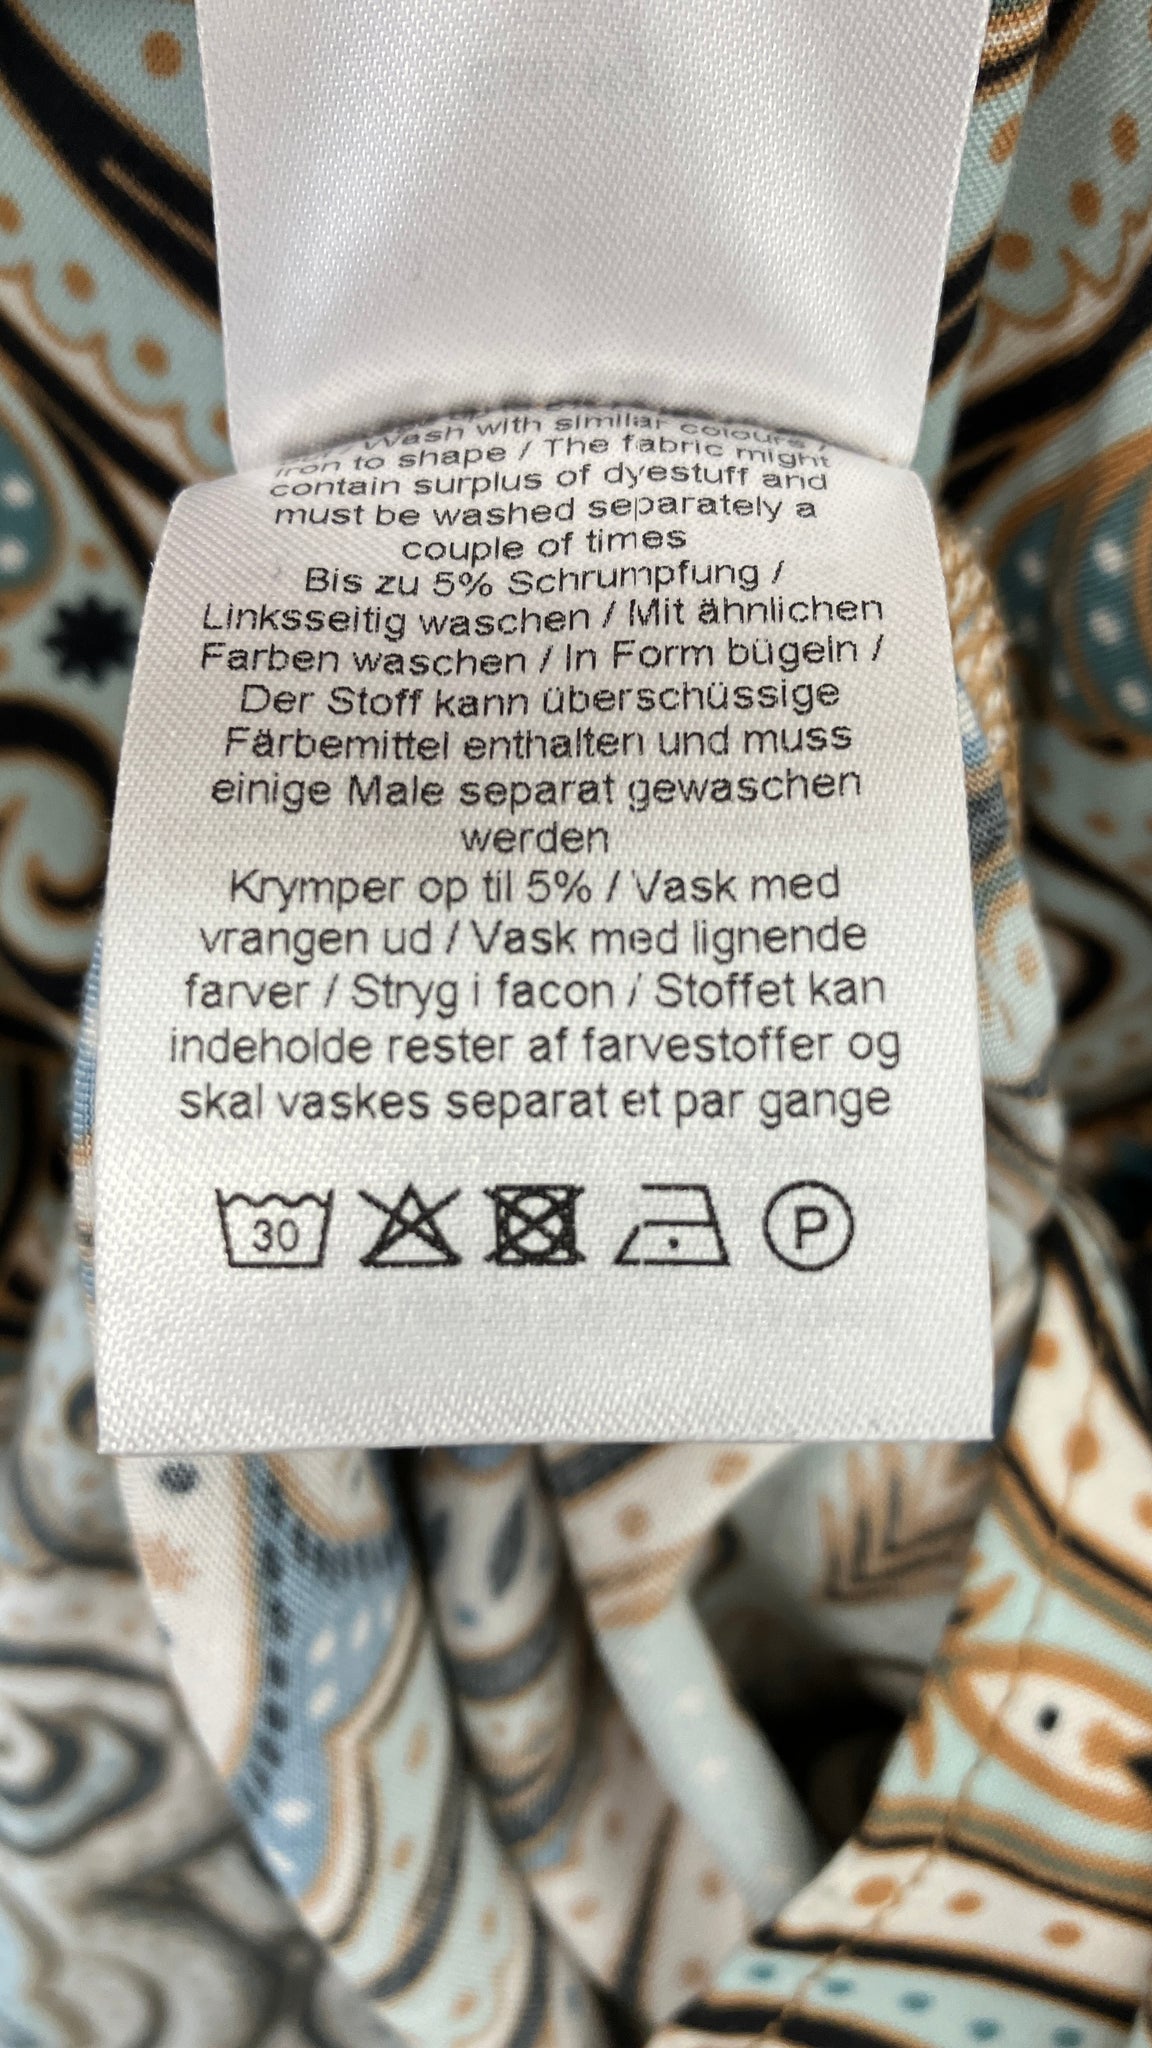 Wash with similar colours /
Iron to shape / The fabric might
contain surplus of dyestuff and
must be washed separately a
couple of times
Bis zu 5% Schrumpfung /
Linksseitig waschen / Mit ähnlichen
Farben waschen / In Form bügeln /
Der Stoff kann überschüssige
Färbemittel enthalten und muss
einige Male separat gewaschen
werden
Krymper op til 5% / Vask med
vrangen ud / Vask med lignende
farver / Stryg i facon / Stoffet kan
indeholde rester af farvestoffer og
skal vaskes separat et par gange
30 P